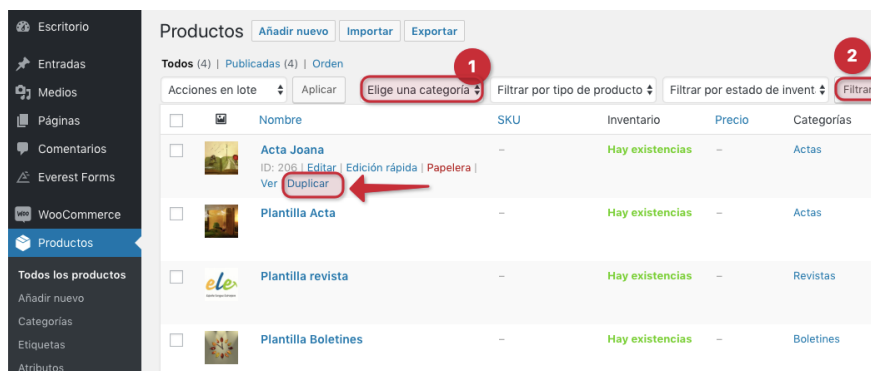 Escritorio
Entradas
Medios
Páginas
Comentarios
Everest Forms
WooCommerce
Productos
Todos los productos
Añadir nuevo
Categorías
Etiquetas
Atributos
Productos Añadir nuevo Importar Exportar
Todos (4) | Publicadas (4) | Orden
1
2
Acciones en lote Aplicar Elige una categoría Filtrar por tipo de producto Filtrar por estado de invent Filtrar
Nombre SKU Inventario Precio Categorías
Acta Joana – Hay existencias – Actas
ID: 206 | Editar | Edición rápida | Papelera |
Ver Duplicar
Plantilla Acta – Hay existencias – Actas
ele
Plantilla revista – Hay existencias – Revistas
Plantilla Boletines – Hay existencias – Boletines